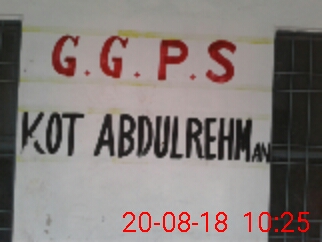 G.G.P.S
KOT ABDULREHMAN
20-08-18 10:25